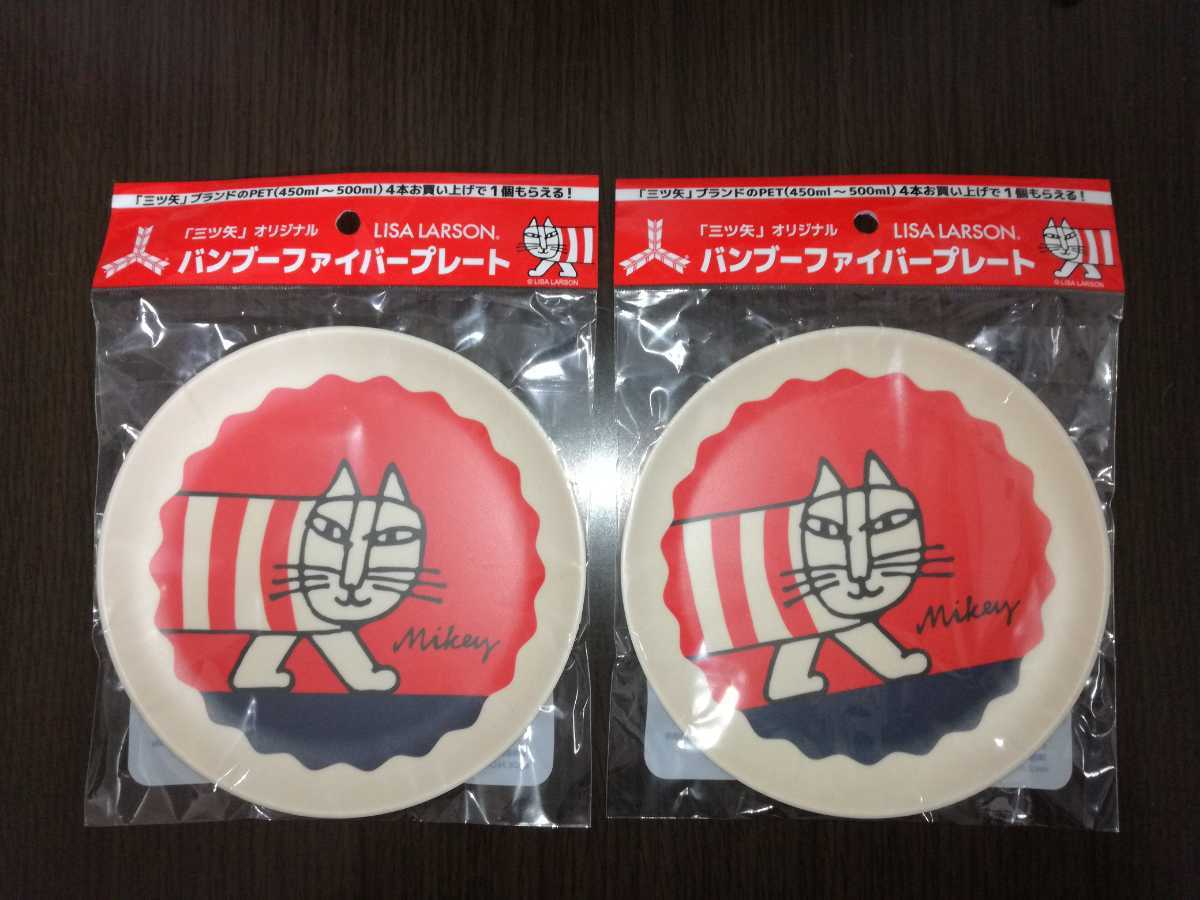 「三ツ矢」ブランドのPET(450ml～500ml)4本お買い上げで1個もらえる!
「三ツ矢」オリジナル LISA LARSON®
バンブーファイバープレート
© LISA LARSON
Mikey
「三ツ矢」ブランドのPET(450ml～500ml)4本お買い上げで1個もらえる!
「三ツ矢」オリジナル LISA LARSON®
バンブーファイバープレート
© LISA LARSON
Mikey